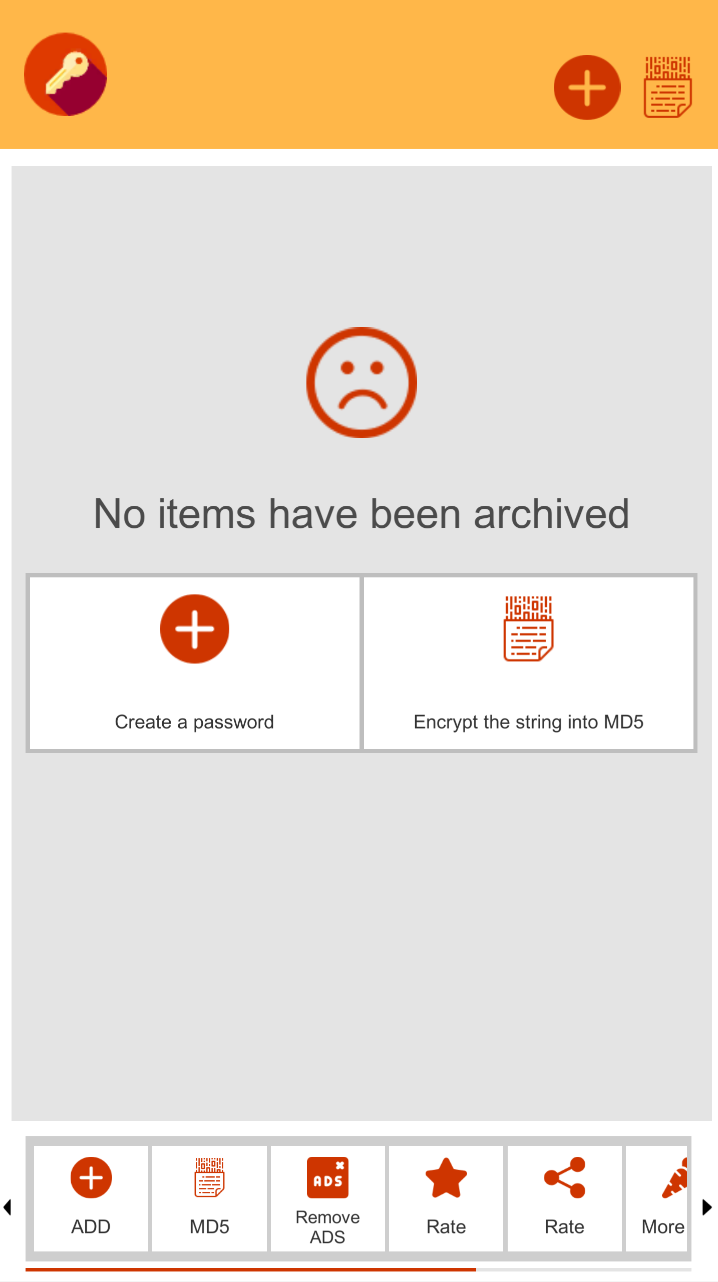 No items have been archived
Create a password
Encrypt the string into MD5
ADS
ADD
MD5
Remove
ADS
Rate
Rate
More